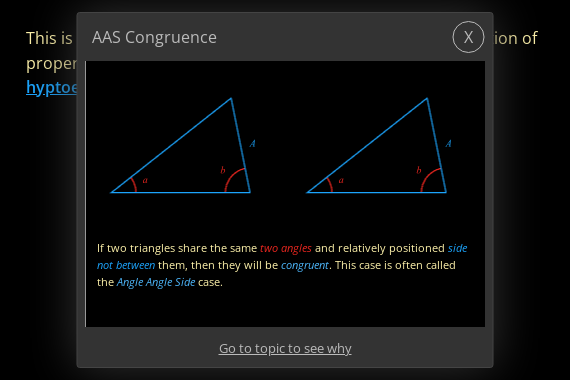 AAS Congruence
X
This is
ion of
proper
hyptoe
A
b
a
A
b
a
If two triangles share the same two angles and relatively positioned side
not between them, then they will be congruent. This case is often called
the Angle Angle Side case.
Go to topic to see why